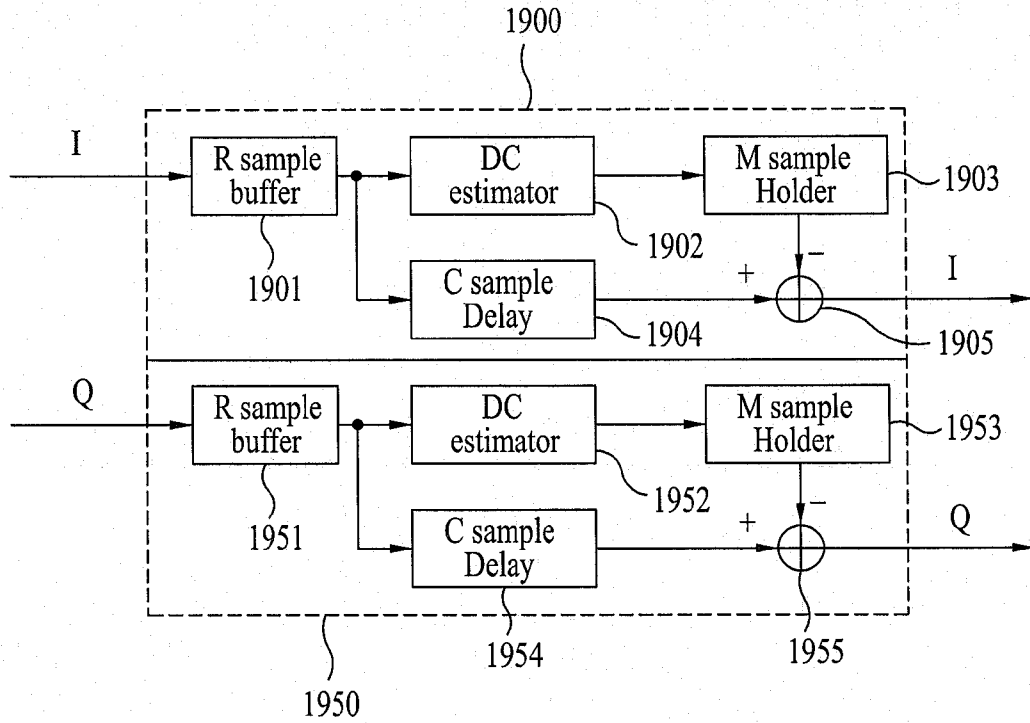 1900
I
R sample
buffer
DC
estimator
M sample
Holder
1903
1901
1902
−
+
I
C sample
Delay
1904
1905
Q
R sample
buffer
DC
estimator
M sample
Holder
1953
1951
1952
−
+
Q
C sample
Delay
1954
1955
1950